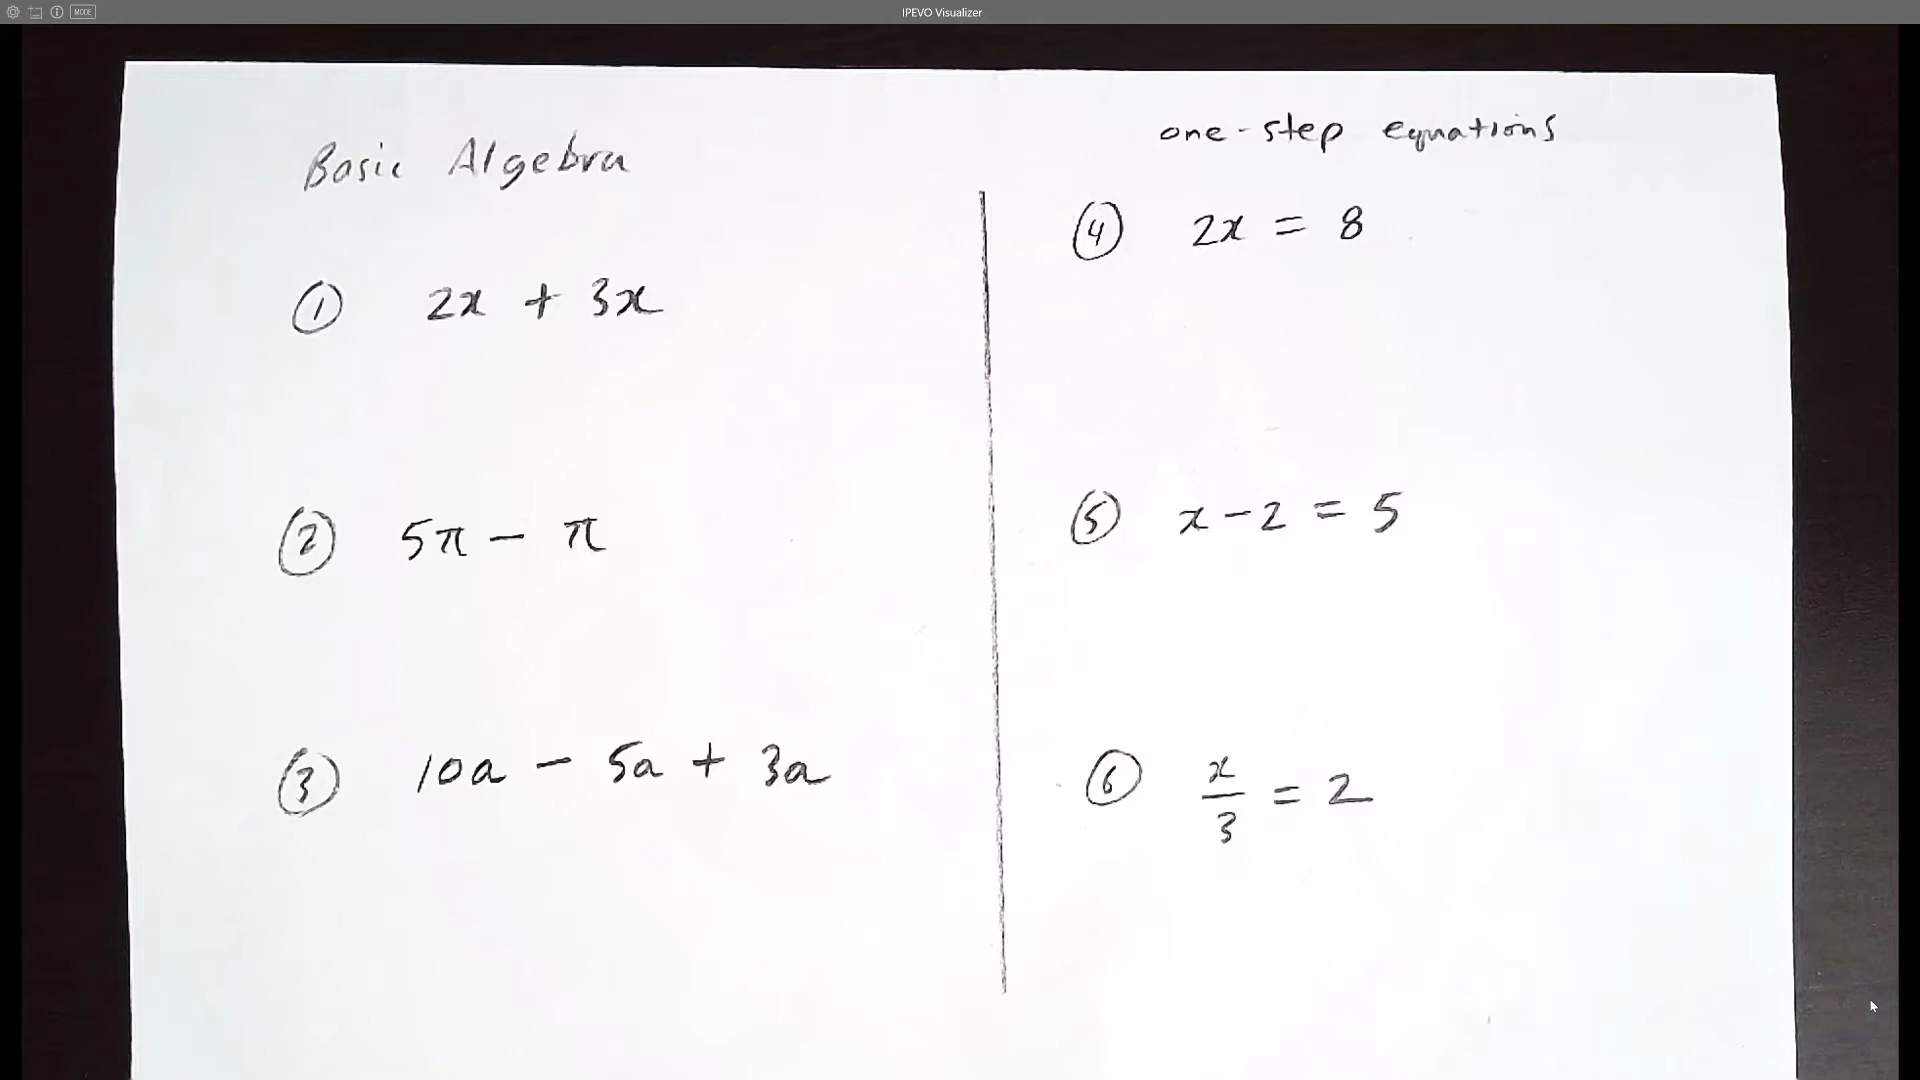 MODE
IPEVO Visualizer
Basic Algebra
① 2x + 3x
② 5π − π
③ 10a − 5a + 3a
one-step equations
④ 2x = 8
⑤ x − 2 = 5
⑥ x/3 = 2